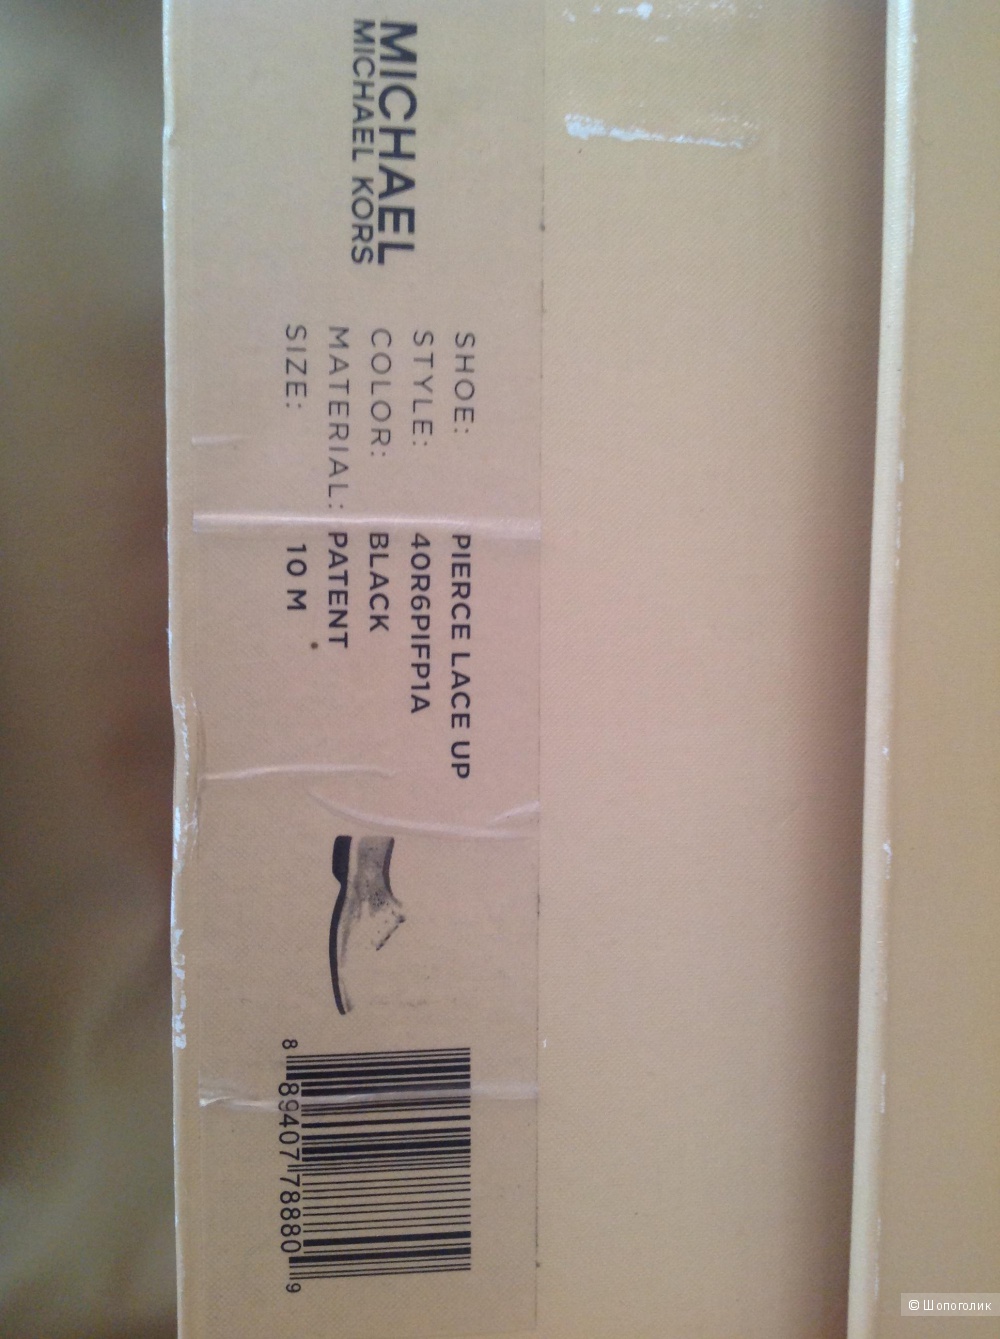 MICHAEL
MICHAEL KORS
SHOE: PIERCE LACE UP
STYLE: 40R6PIFP1A
COLOR: BLACK
MATERIAL: PATENT
SIZE: 10 M
8 89407 78880 9
© Шопоголик